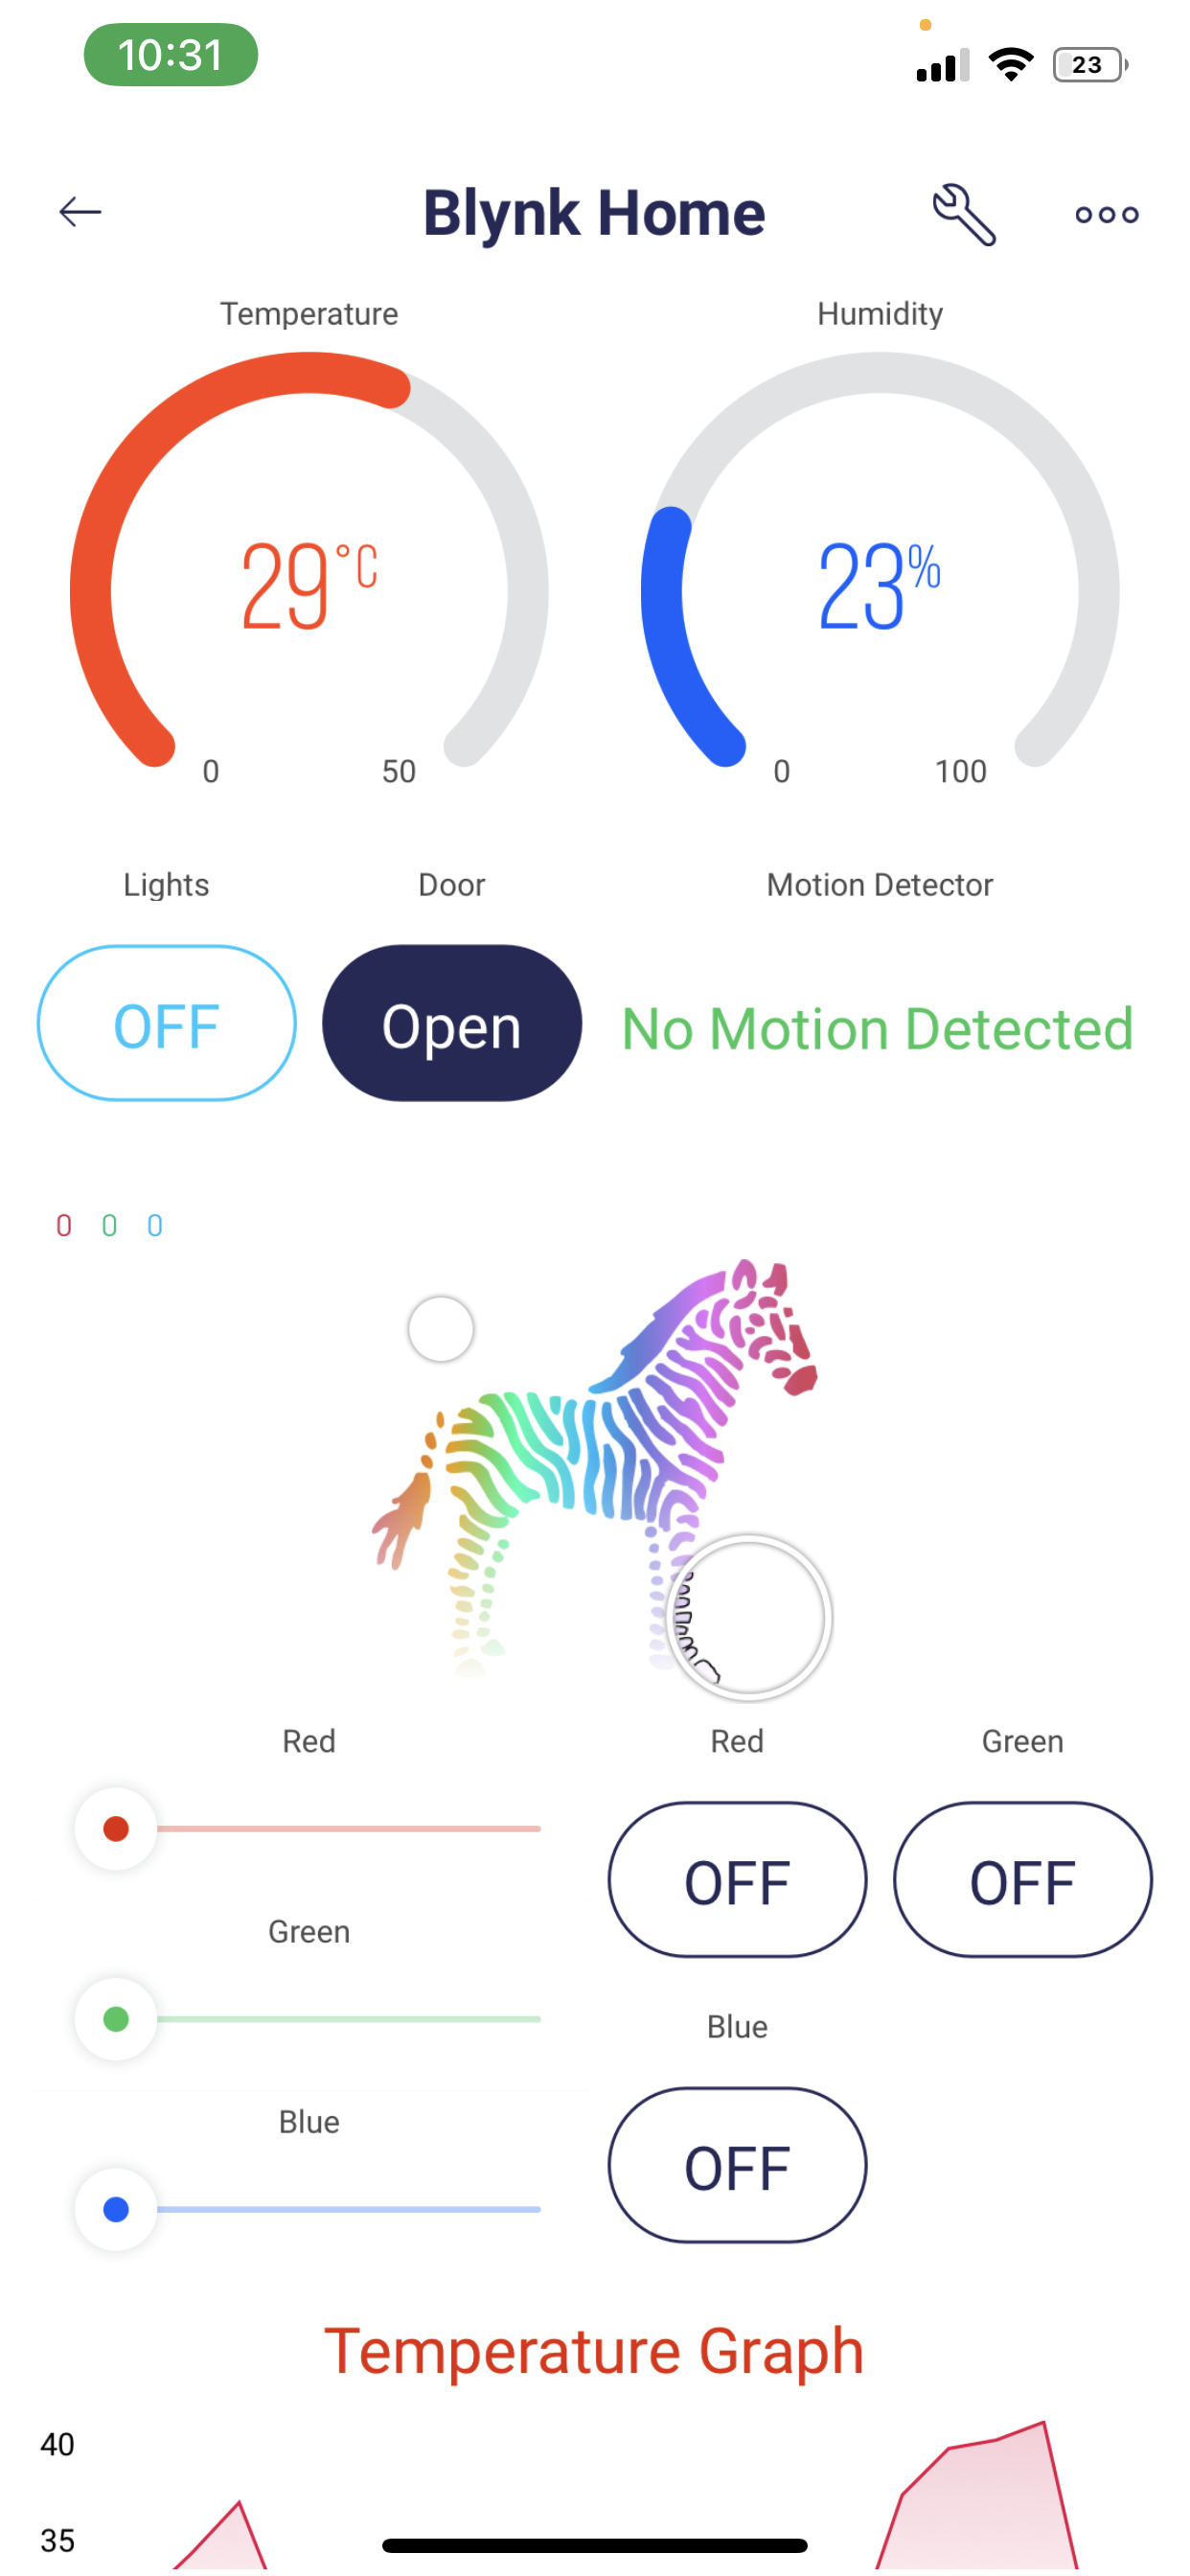 10:31
23
Blynk Home
Temperature
Humidity
29°C
23%
0 50
0 100
Lights
Door
Motion Detector
OFF
Open
No Motion Detected
0 0 0
Red
Red
Green
OFF
OFF
Green
Blue
Blue
OFF
Temperature Graph
40
35